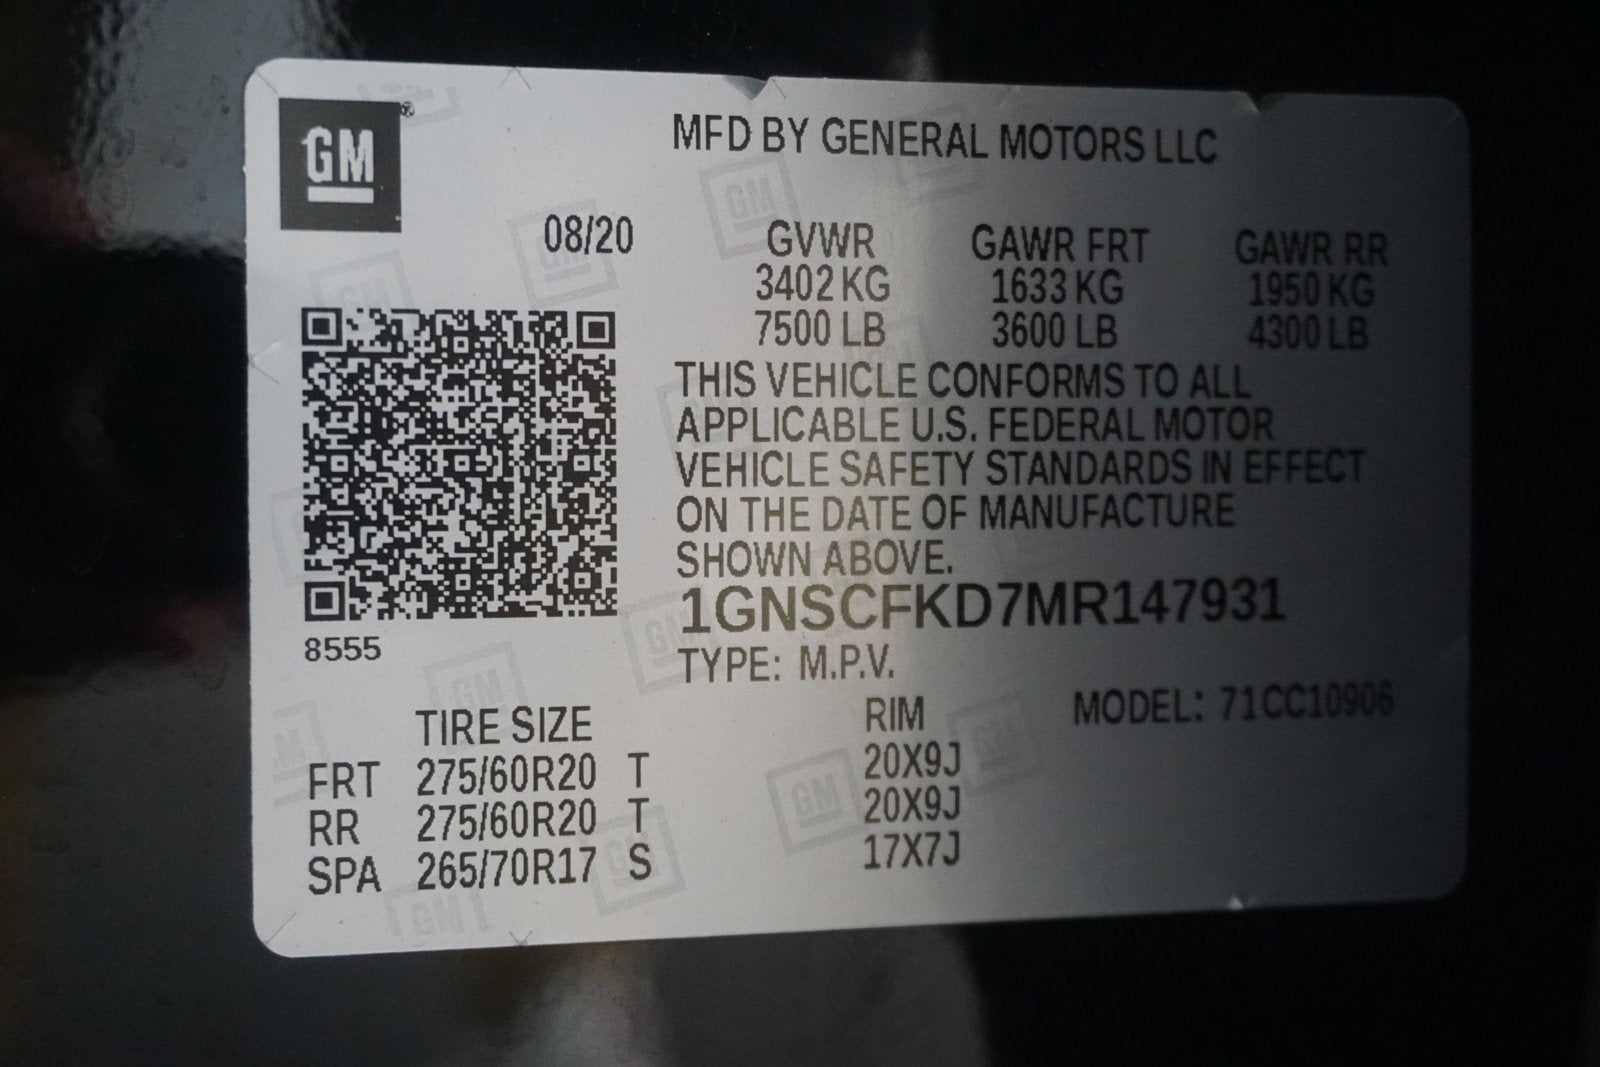 GM®
MFD BY GENERAL MOTORS LLC
08/20 GVWR GAWR FRT GAWR RR
3402 KG 1633 KG 1950 KG
7500 LB 3600 LB 4300 LB
THIS VEHICLE CONFORMS TO ALL
APPLICABLE U.S. FEDERAL MOTOR
VEHICLE SAFETY STANDARDS IN EFFECT
ON THE DATE OF MANUFACTURE
SHOWN ABOVE.
1GNSCFKD7MR147931
8555
TYPE: M.P.V.
MODEL: 71CC10906
TIRE SIZE RIM
FRT 275/60R20 T 20X9J
RR 275/60R20 T 20X9J
SPA 265/70R17 S 17X7J